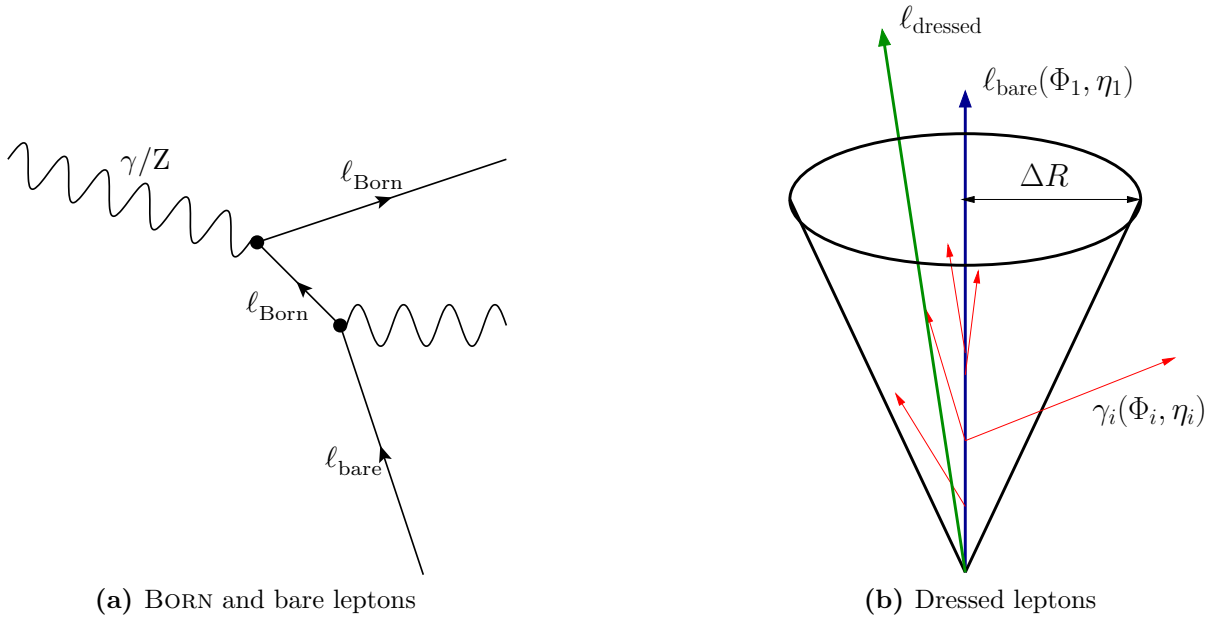 γ/Z
ℓBorn
ℓBorn
ℓbare
(a) BORN and bare leptons
ℓdressed
ℓbare(Φ1, η1)
ΔR
γi(Φi, ηi)
(b) Dressed leptons